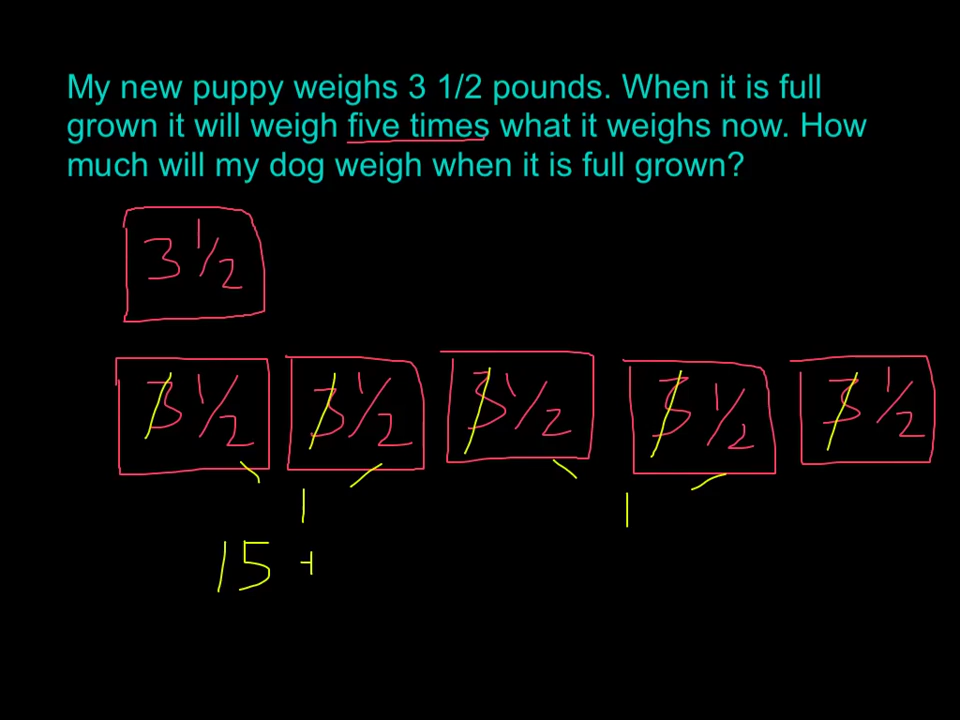 My new puppy weighs 3 1/2 pounds. When it is full
grown it will weigh five times what it weighs now. How
much will my dog weigh when it is full grown?
3 1/2
3 1/2 3 1/2 3 1/2 3 1/2 3 1/2
1 1
15 +